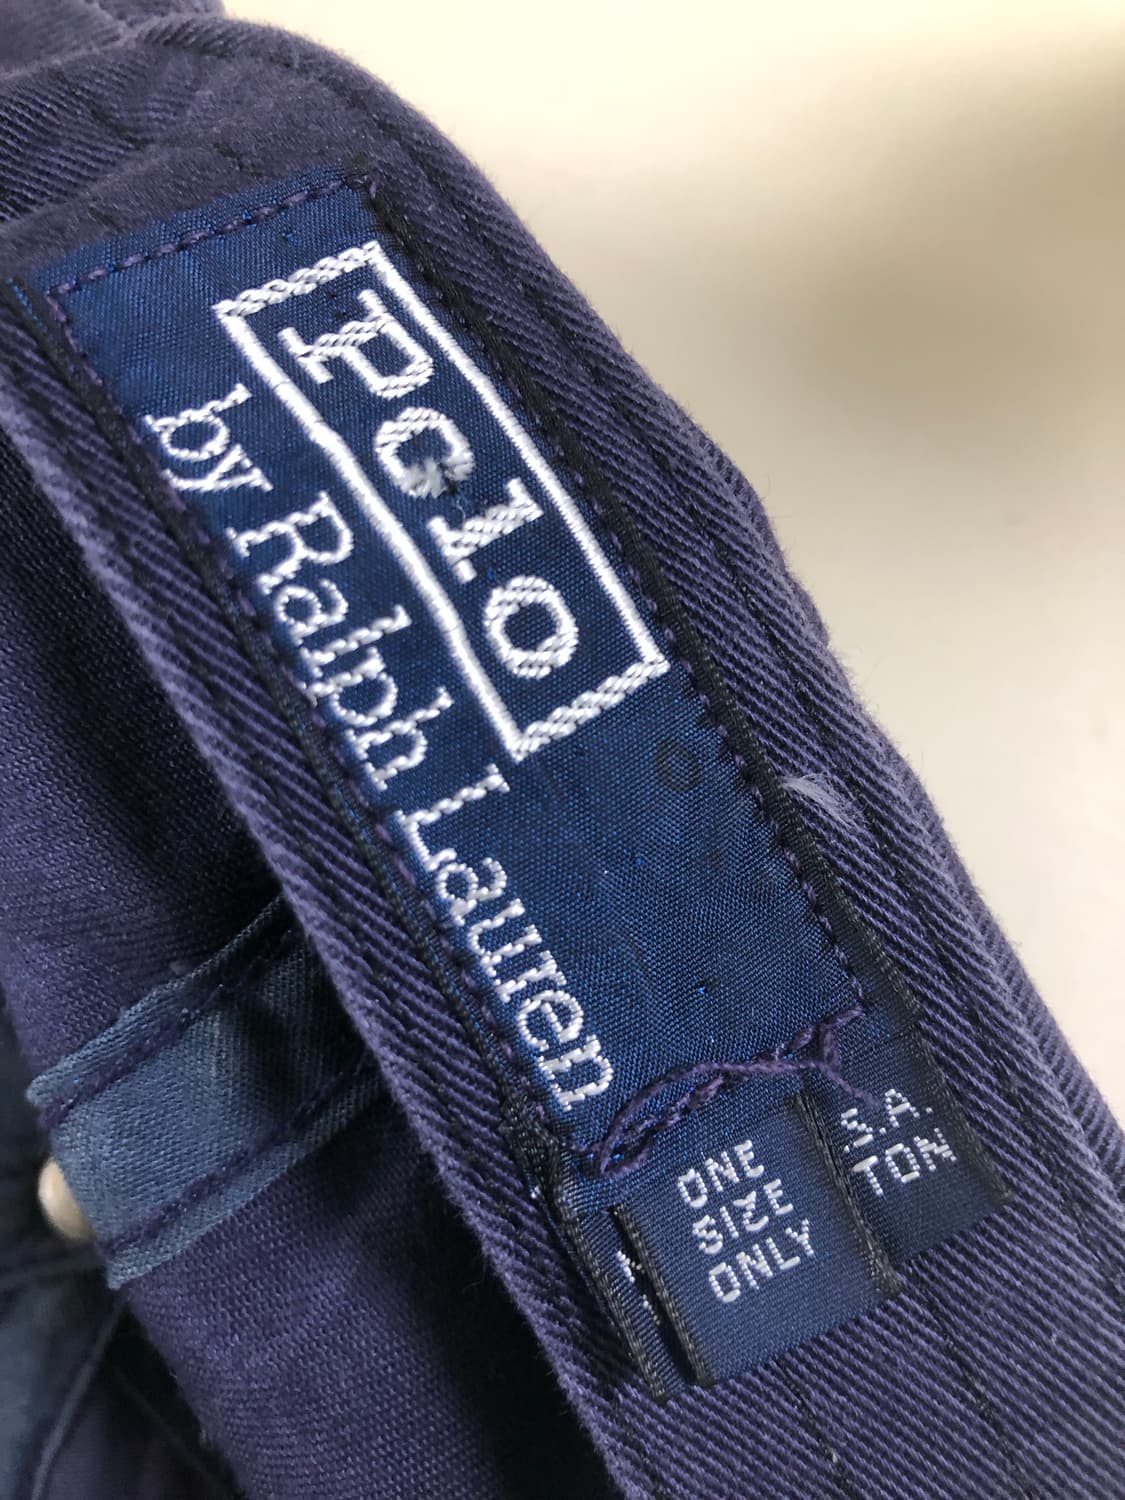 Polo
by Ralph Lauren
ONE
SIZE
ONLY
S.A.
TON